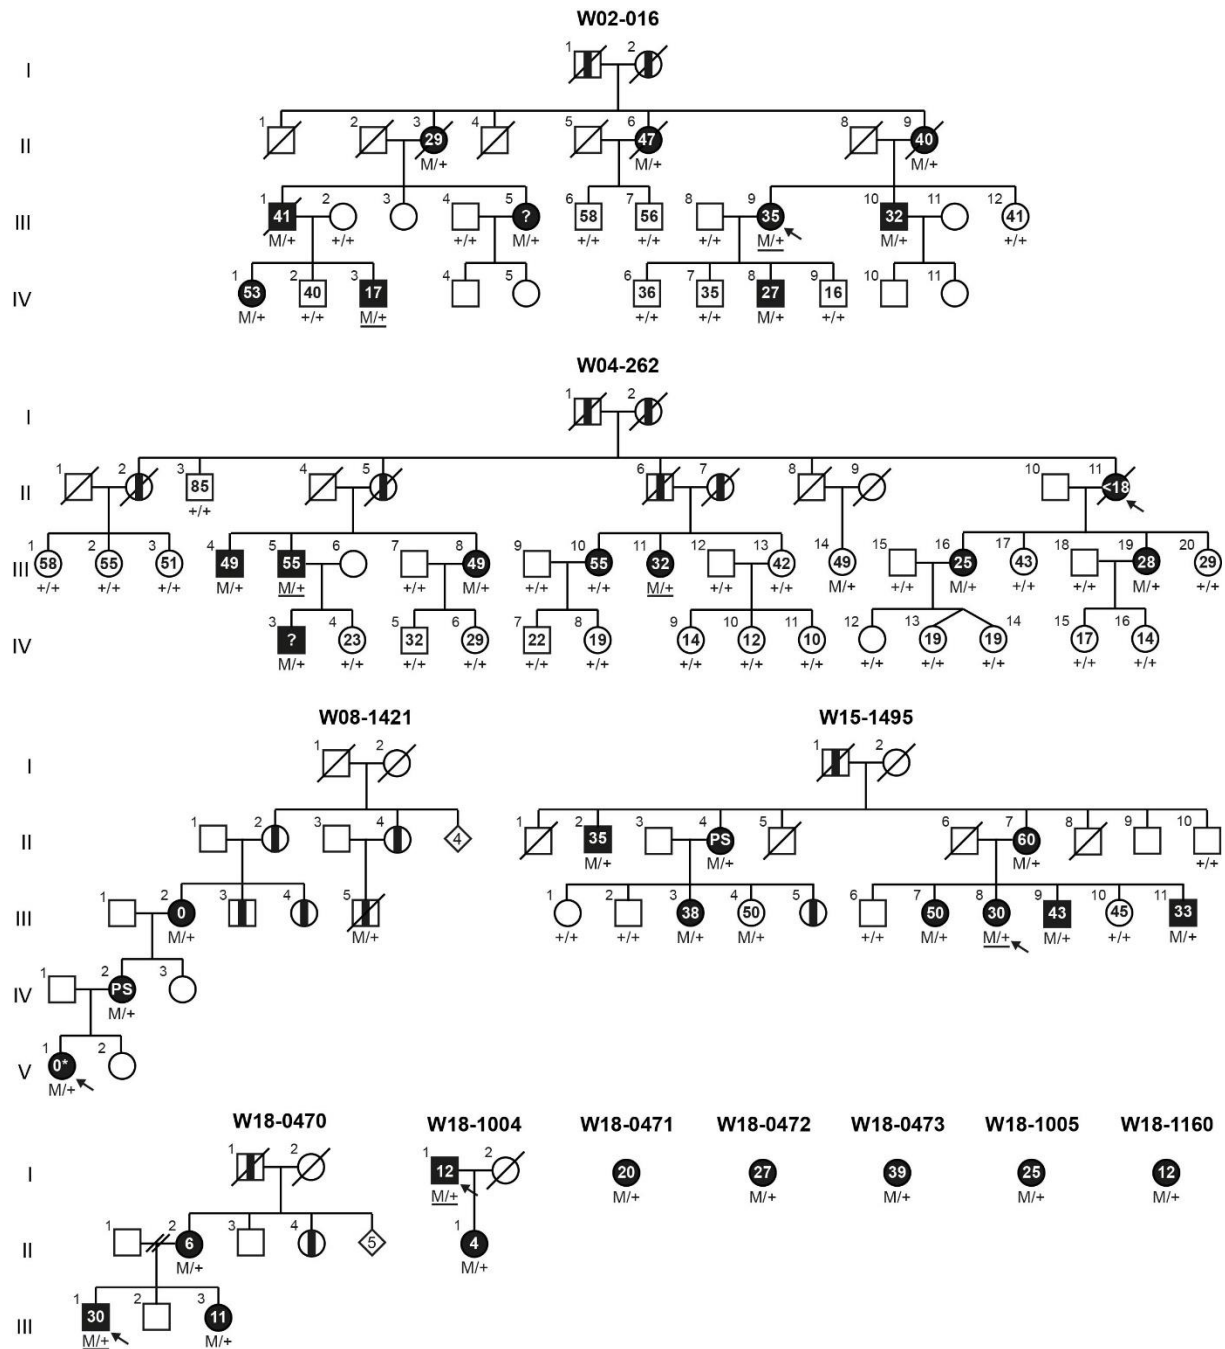 W02-016
I
1 2
II
1 2 3 4 5 6 8 9
29 47 40
M/+ M/+ M/+
III
1 2 3 4 5 6 7 8 9 10 11 12
41 ? 58 56 35 32 41
M/+ +/+ +/+ M/+ +/+ +/+ +/+ M/+ M/+ +/+
IV
1 2 3 4 5 6 7 8 9 10 11
53 40 17 36 35 27 16
M/+ +/+ M/+ +/+ +/+ M/+ +/+
W04-262
I
1 2
II
1 2 3 4 5 6 7 8 9 10 11
85 <18
+/+
III
1 2 3 4 5 6 7 8 9 10 11 12 13 14 15 16 17 18 19 20
58 55 51 49 55 49 55 32 42 49 25 43 28 29
+/+ +/+ +/+ M/+ M/+ +/+ M/+ +/+ +/+ M/+ +/+ +/+ M/+ +/+ M/+ +/+ +/+ M/+ +/+
IV
3 4 5 6 7 8 9 10 11 12 13 14 15 16
? 23 32 29 22 19 14 12 10 19 19 17 14
M/+ +/+ +/+ +/+ +/+ +/+ +/+ +/+ +/+ +/+ +/+ +/+ +/+ +/+
W08-1421 W15-1495
I
1 2 1 2
II
1 2 3 4 1 2 3 4 5 6 7 8 9 10
4 35 PS 60
M/+ M/+ M/+ +/+
III
1 2 3 4 5 1 2 3 4 5 6 7 8 9 10 11
0 38 50 50 30 43 45 33
M/+ M/+ +/+ +/+ M/+ M/+ +/+ M/+ M/+ M/+ +/+ M/+
IV
1 2 3
PS
M/+
V
1 2
0*
M/+
W18-0470 W18-1004 W18-0471 W18-0472 W18-0473 W18-1005 W18-1160
I
1 2 1 2
12 20 27 39 25 12
M/+ M/+ M/+ M/+ M/+ M/+
II
1 2 3 4 1
6 5 4
M/+ M/+
III
1 2 3
30 11
M/+ M/+